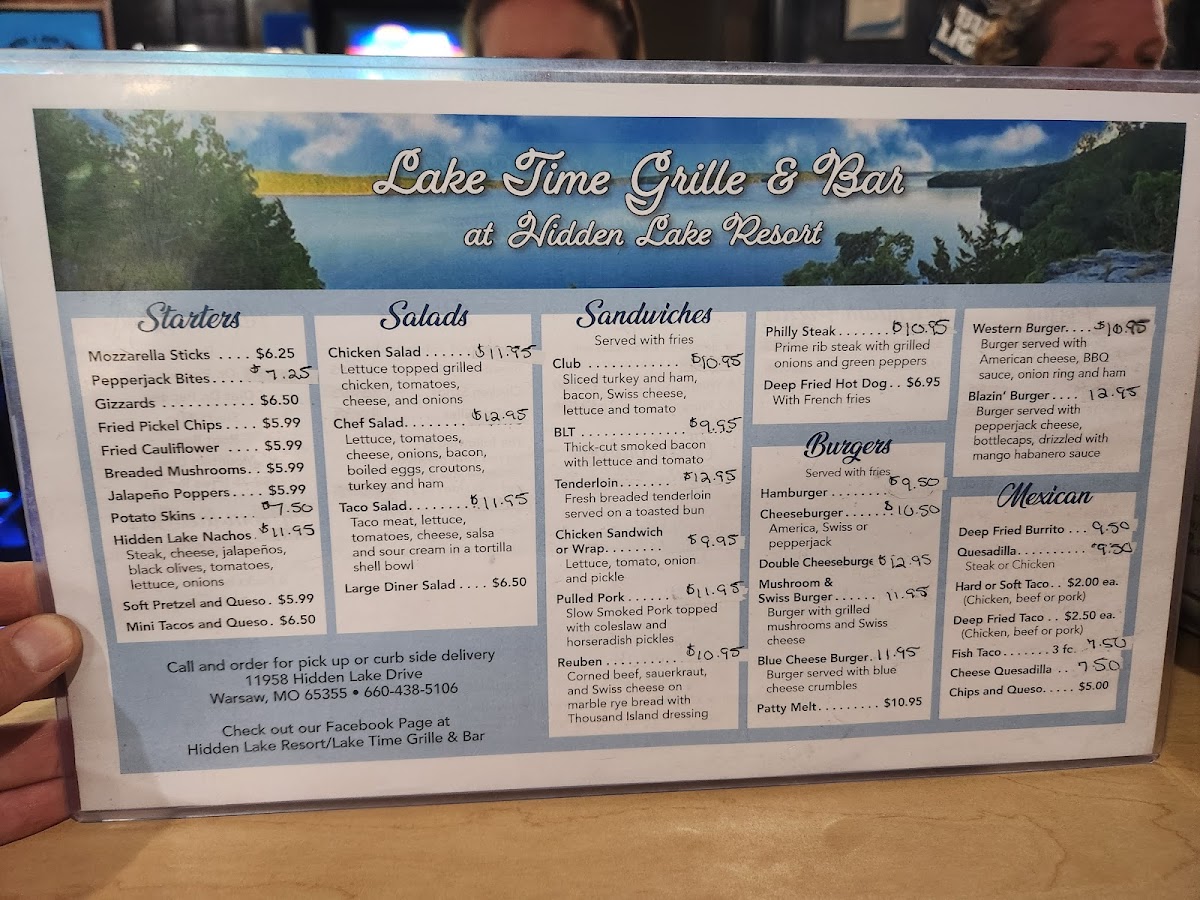 BUD
LIG
Lake Time Grille & Bar
at Hidden Lake Resort
Starters
Mozzarella Sticks .... $6.25
Pepperjack Bites.... $7.25
Gizzards ........... $6.50
Fried Pickel Chips .... $5.99
Fried Cauliflower .... $5.99
Breaded Mushrooms.. $5.99
Jalapeño Poppers.... $5.99
Potato Skins ....... $7.50
Hidden Lake Nachos. $11.95
Steak, cheese, jalapeños,
black olives, tomatoes,
lettuce, onions
Soft Pretzel and Queso. $5.99
Mini Tacos and Queso. $6.50
Call and order for pick up or curb side delivery
11958 Hidden Lake Drive
Warsaw, MO 65355 • 660-438-5106
Check out our Facebook Page at
Hidden Lake Resort/Lake Time Grille & Bar
Salads
Chicken Salad ...... $11.95
Lettuce topped grilled
chicken, tomatoes,
cheese, and onions
Chef Salad......... $12.95
Lettuce, tomatoes,
cheese, onions, bacon,
boiled eggs, croutons,
turkey and ham
Taco Salad......... $11.95
Taco meat, lettuce,
tomatoes, cheese, salsa
and sour cream in a tortilla
shell bowl
Large Diner Salad .... $6.50
Sandwiches
Served with fries
Club ............ $10.95
Sliced turkey and ham,
bacon, Swiss cheese,
lettuce and tomato
BLT .............. $9.95
Thick-cut smoked bacon
with lettuce and tomato
Tenderloin....... $12.95
Fresh breaded tenderloin
served on a toasted bun
Chicken Sandwich
or Wrap........ $9.95
Lettuce, tomato, onion
and pickle
Pulled Pork ....... $11.95
Slow Smoked Pork topped
with coleslaw and
horseradish pickles
Reuben ........... $10.95
Corned beef, sauerkraut,
and Swiss cheese on
marble rye bread with
Thousand Island dressing
Philly Steak ....... $10.95
Prime rib steak with grilled
onions and green peppers
Deep Fried Hot Dog.. $6.95
With French fries
Burgers
Served with fries
Hamburger ........ $9.50
Cheeseburger...... $10.50
America, Swiss or
pepperjack
Double Cheeseburge $12.95
Mushroom &
Swiss Burger...... 11.95
Burger with grilled
mushrooms and Swiss
cheese
Blue Cheese Burger. 11.95
Burger served with blue
cheese crumbles
Patty Melt......... $10.95
Western Burger.... $10.95
Burger served with
American cheese, BBQ
sauce, onion ring and ham
Blazin' Burger .... 12.95
Burger served with
pepperjack cheese,
bottlecaps, drizzled with
mango habanero sauce
Mexican
Deep Fried Burrito ... 9.50
Quesadilla.......... $9.50
Steak or Chicken
Hard or Soft Taco.. $2.00 ea.
(Chicken, beef or pork)
Deep Fried Taco .. $2.50 ea.
(Chicken, beef or pork)
Fish Taco....... 3 fc. 7.50
Cheese Quesadilla .. 7.50
Chips and Queso..... $5.00